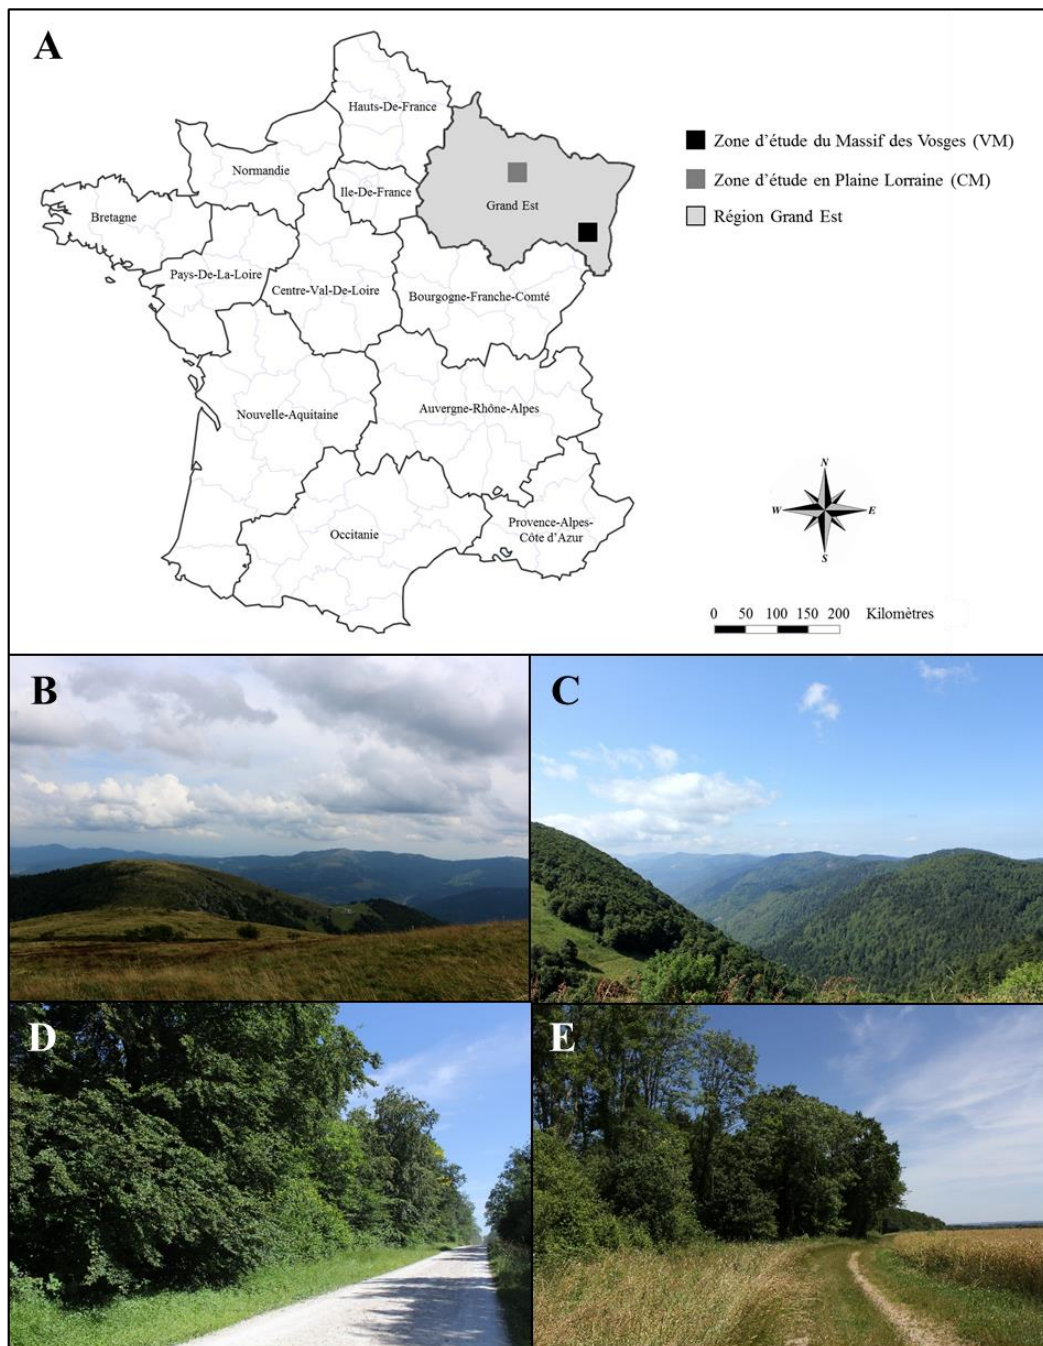 A
Hauts-De-France
Normandie
Ile-De-France
Grand Est
Bretagne
Pays-De-La-Loire
Centre-Val-De-Loire
Bourgogne-Franche-Comté
Nouvelle-Aquitaine
Auvergne-Rhône-Alpes
Occitanie
Provence-Alpes-
Côte d'Azur
Zone d'étude du Massif des Vosges (VM)
Zone d'étude en Plaine Lorraine (CM)
Région Grand Est
N
W E
S
0 50 100 150 200 Kilomètres
B
C
D
E